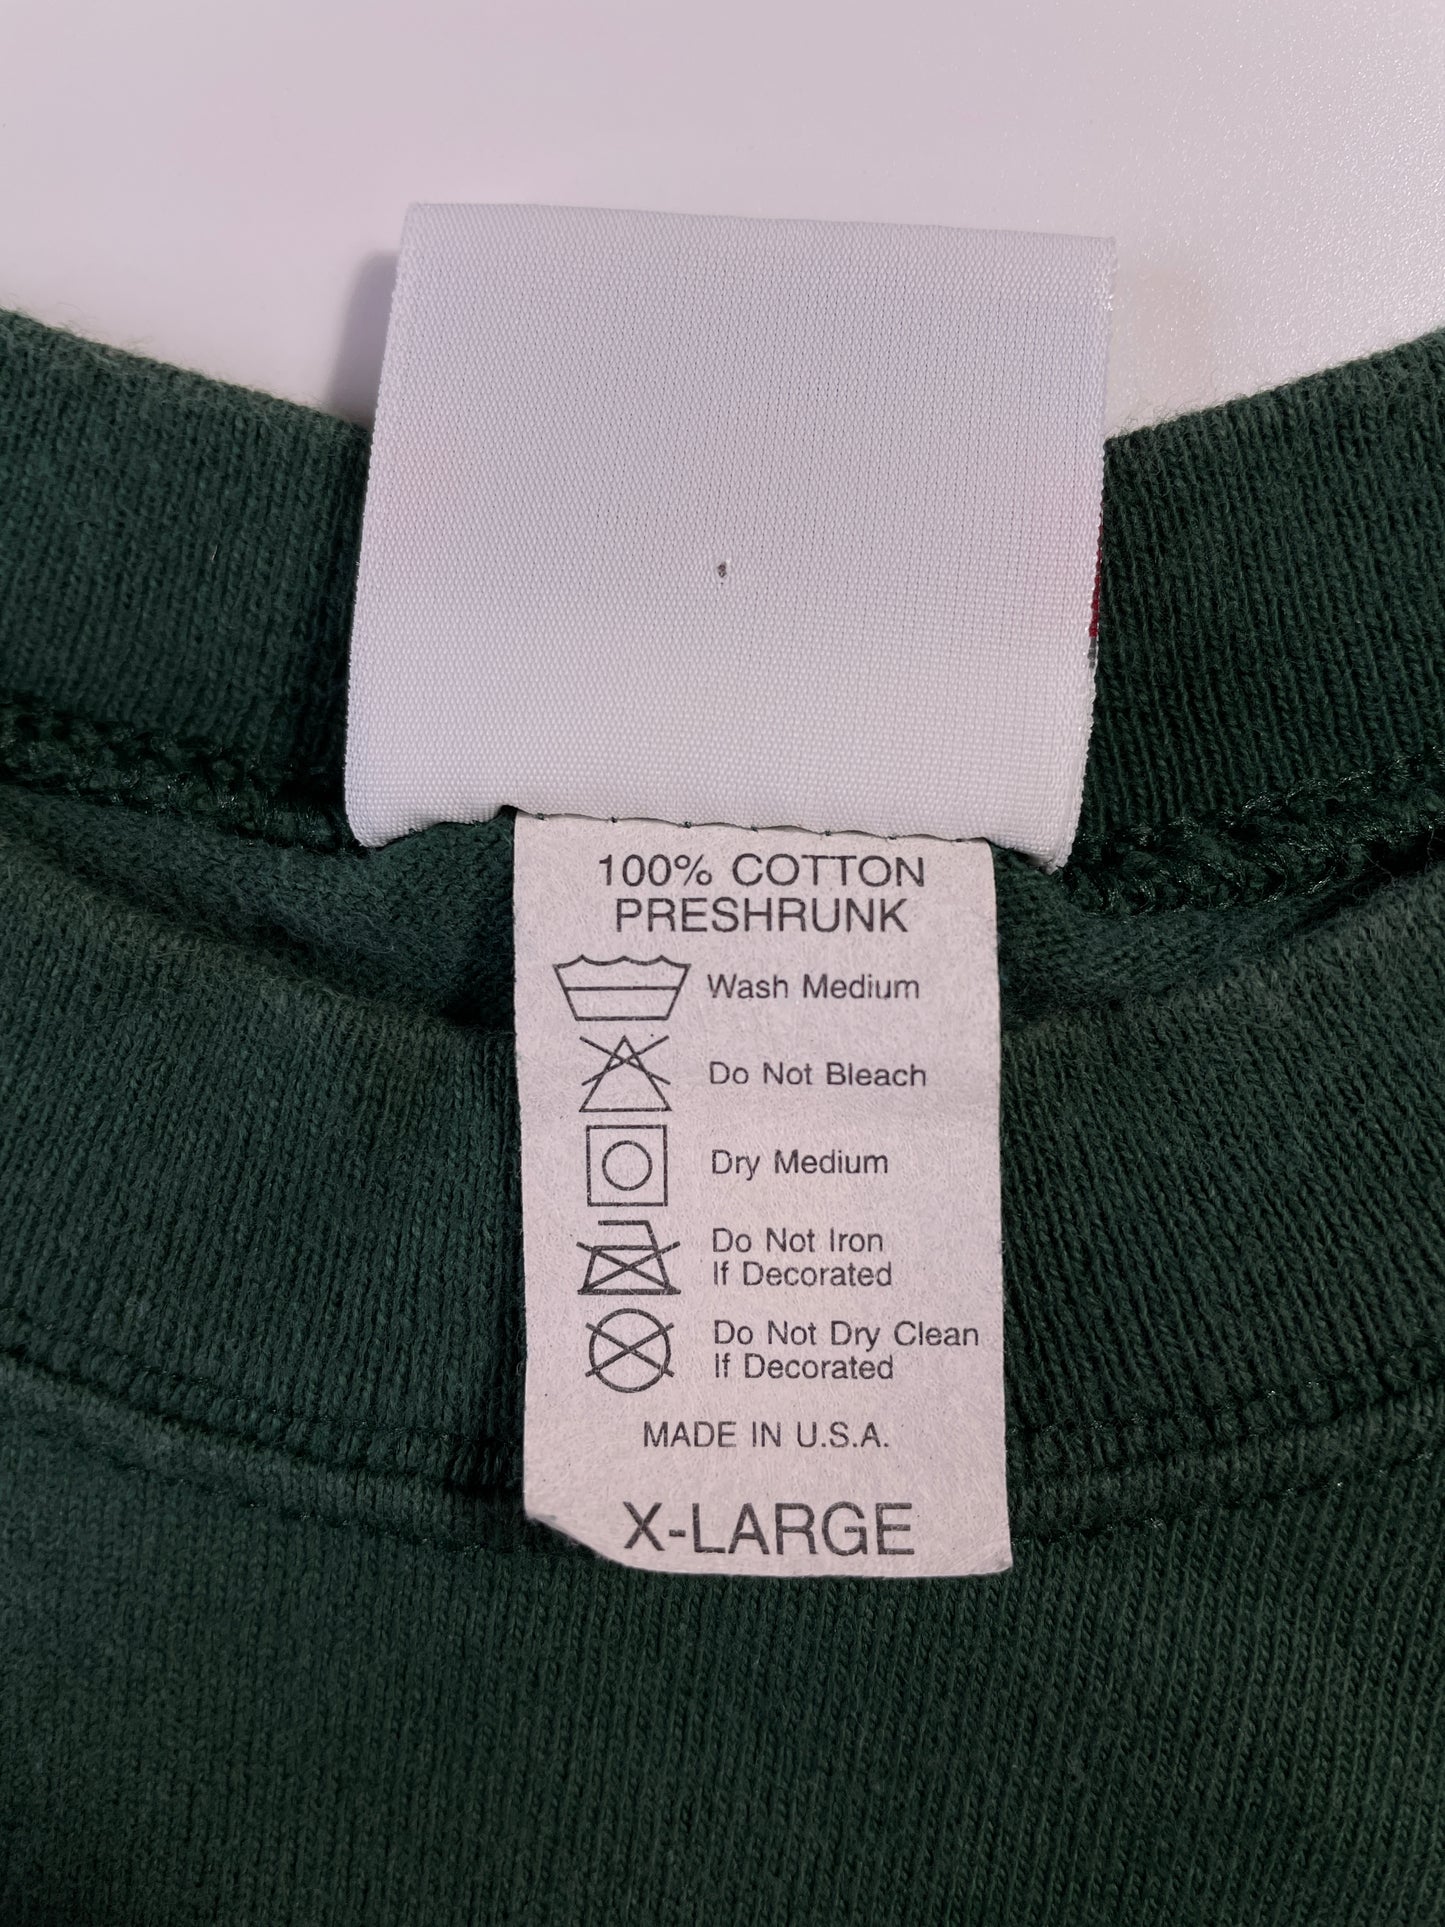 100% COTTON
PRESHRUNK
Wash Medium
Do Not Bleach
Dry Medium
Do Not Iron
If Decorated
Do Not Dry Clean
If Decorated
MADE IN U.S.A.
X-LARGE